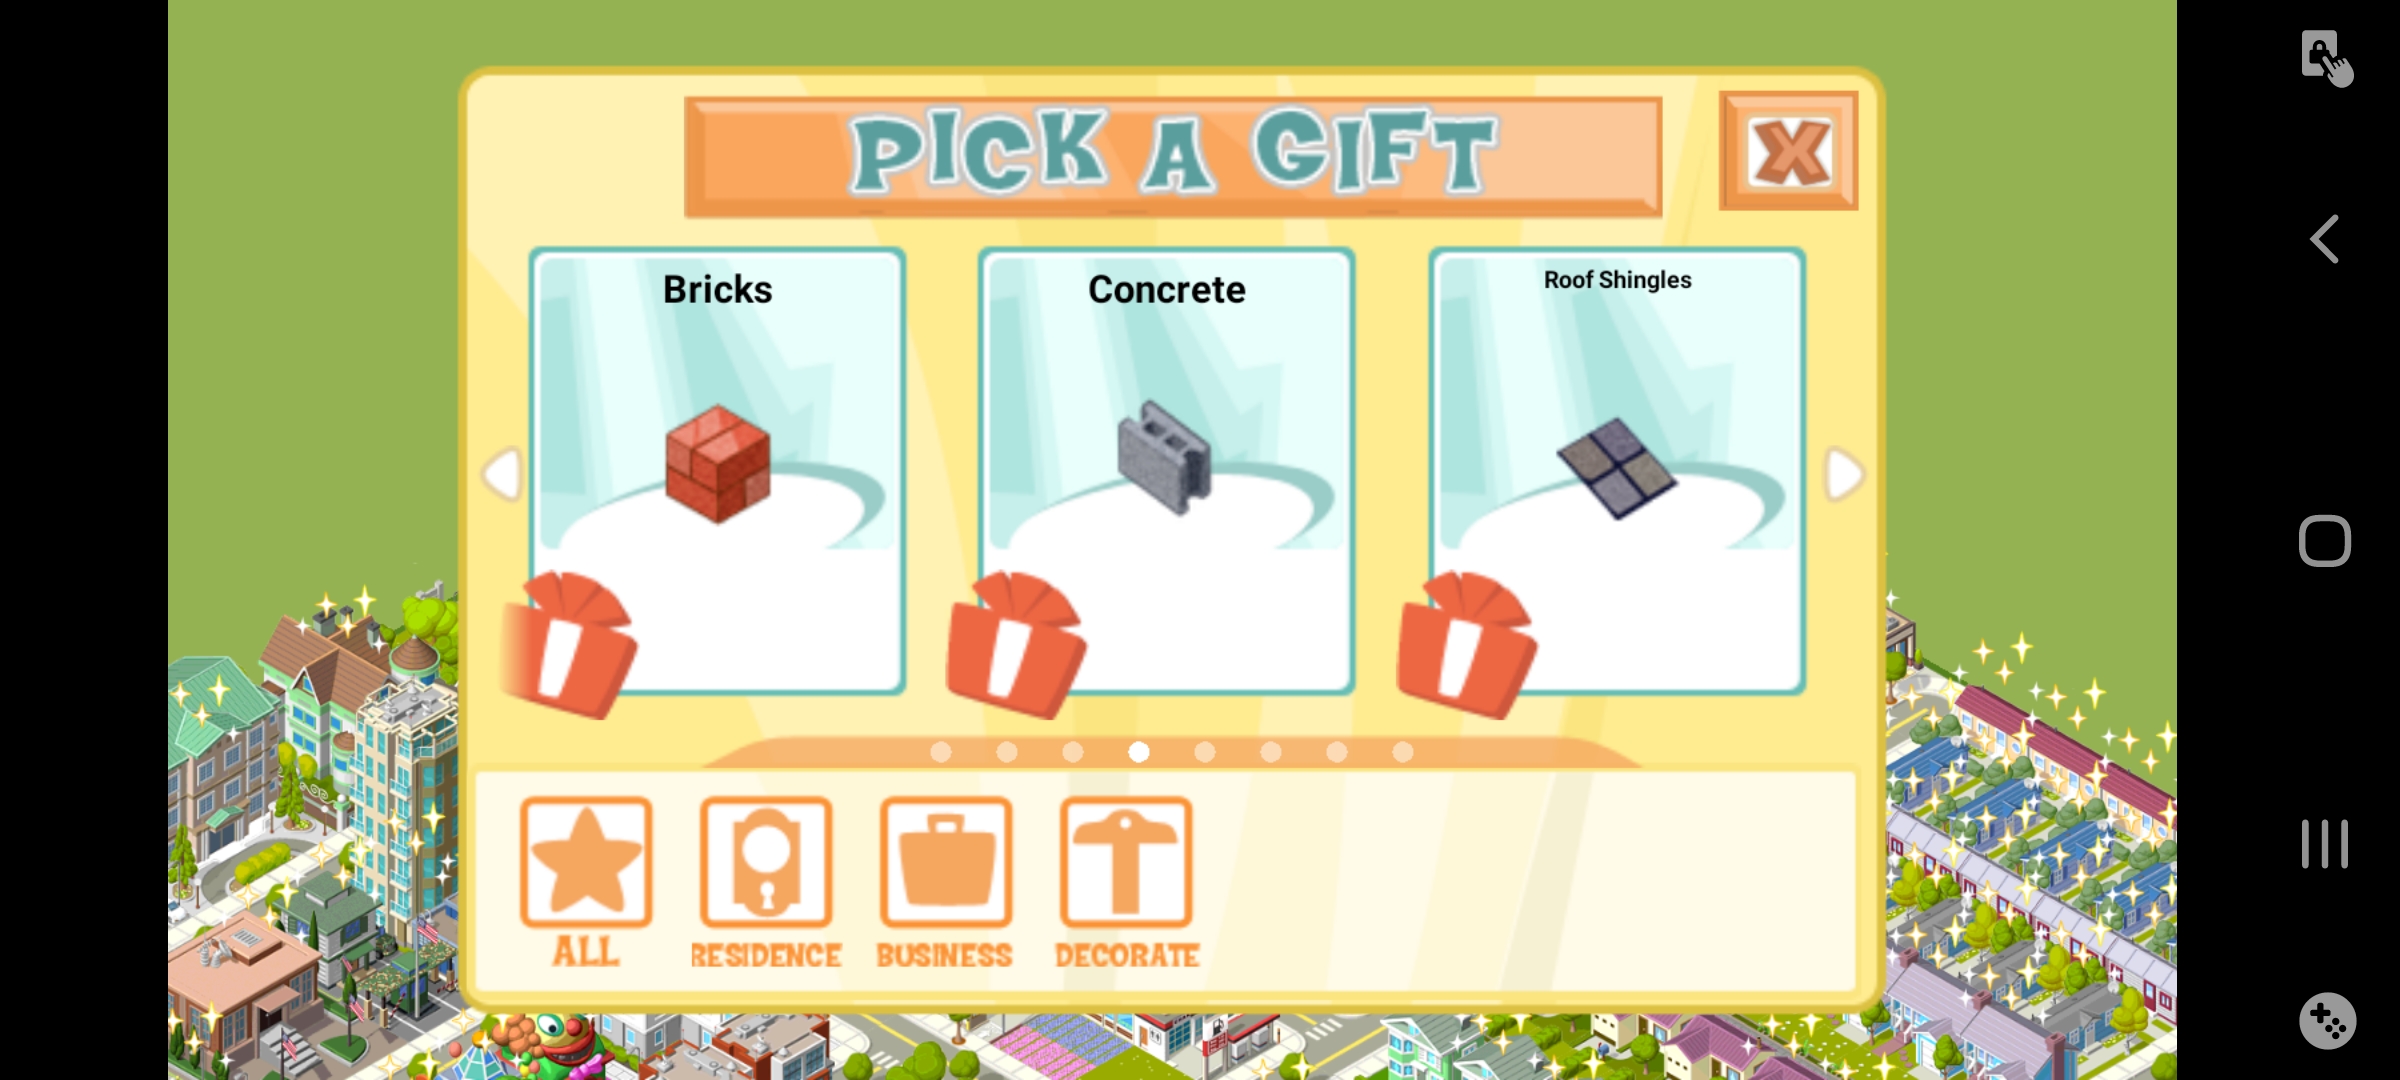 PICK A GIFT
X
Bricks
Concrete
Roof Shingles
ALL
RESIDENCE
BUSINESS
DECORATE